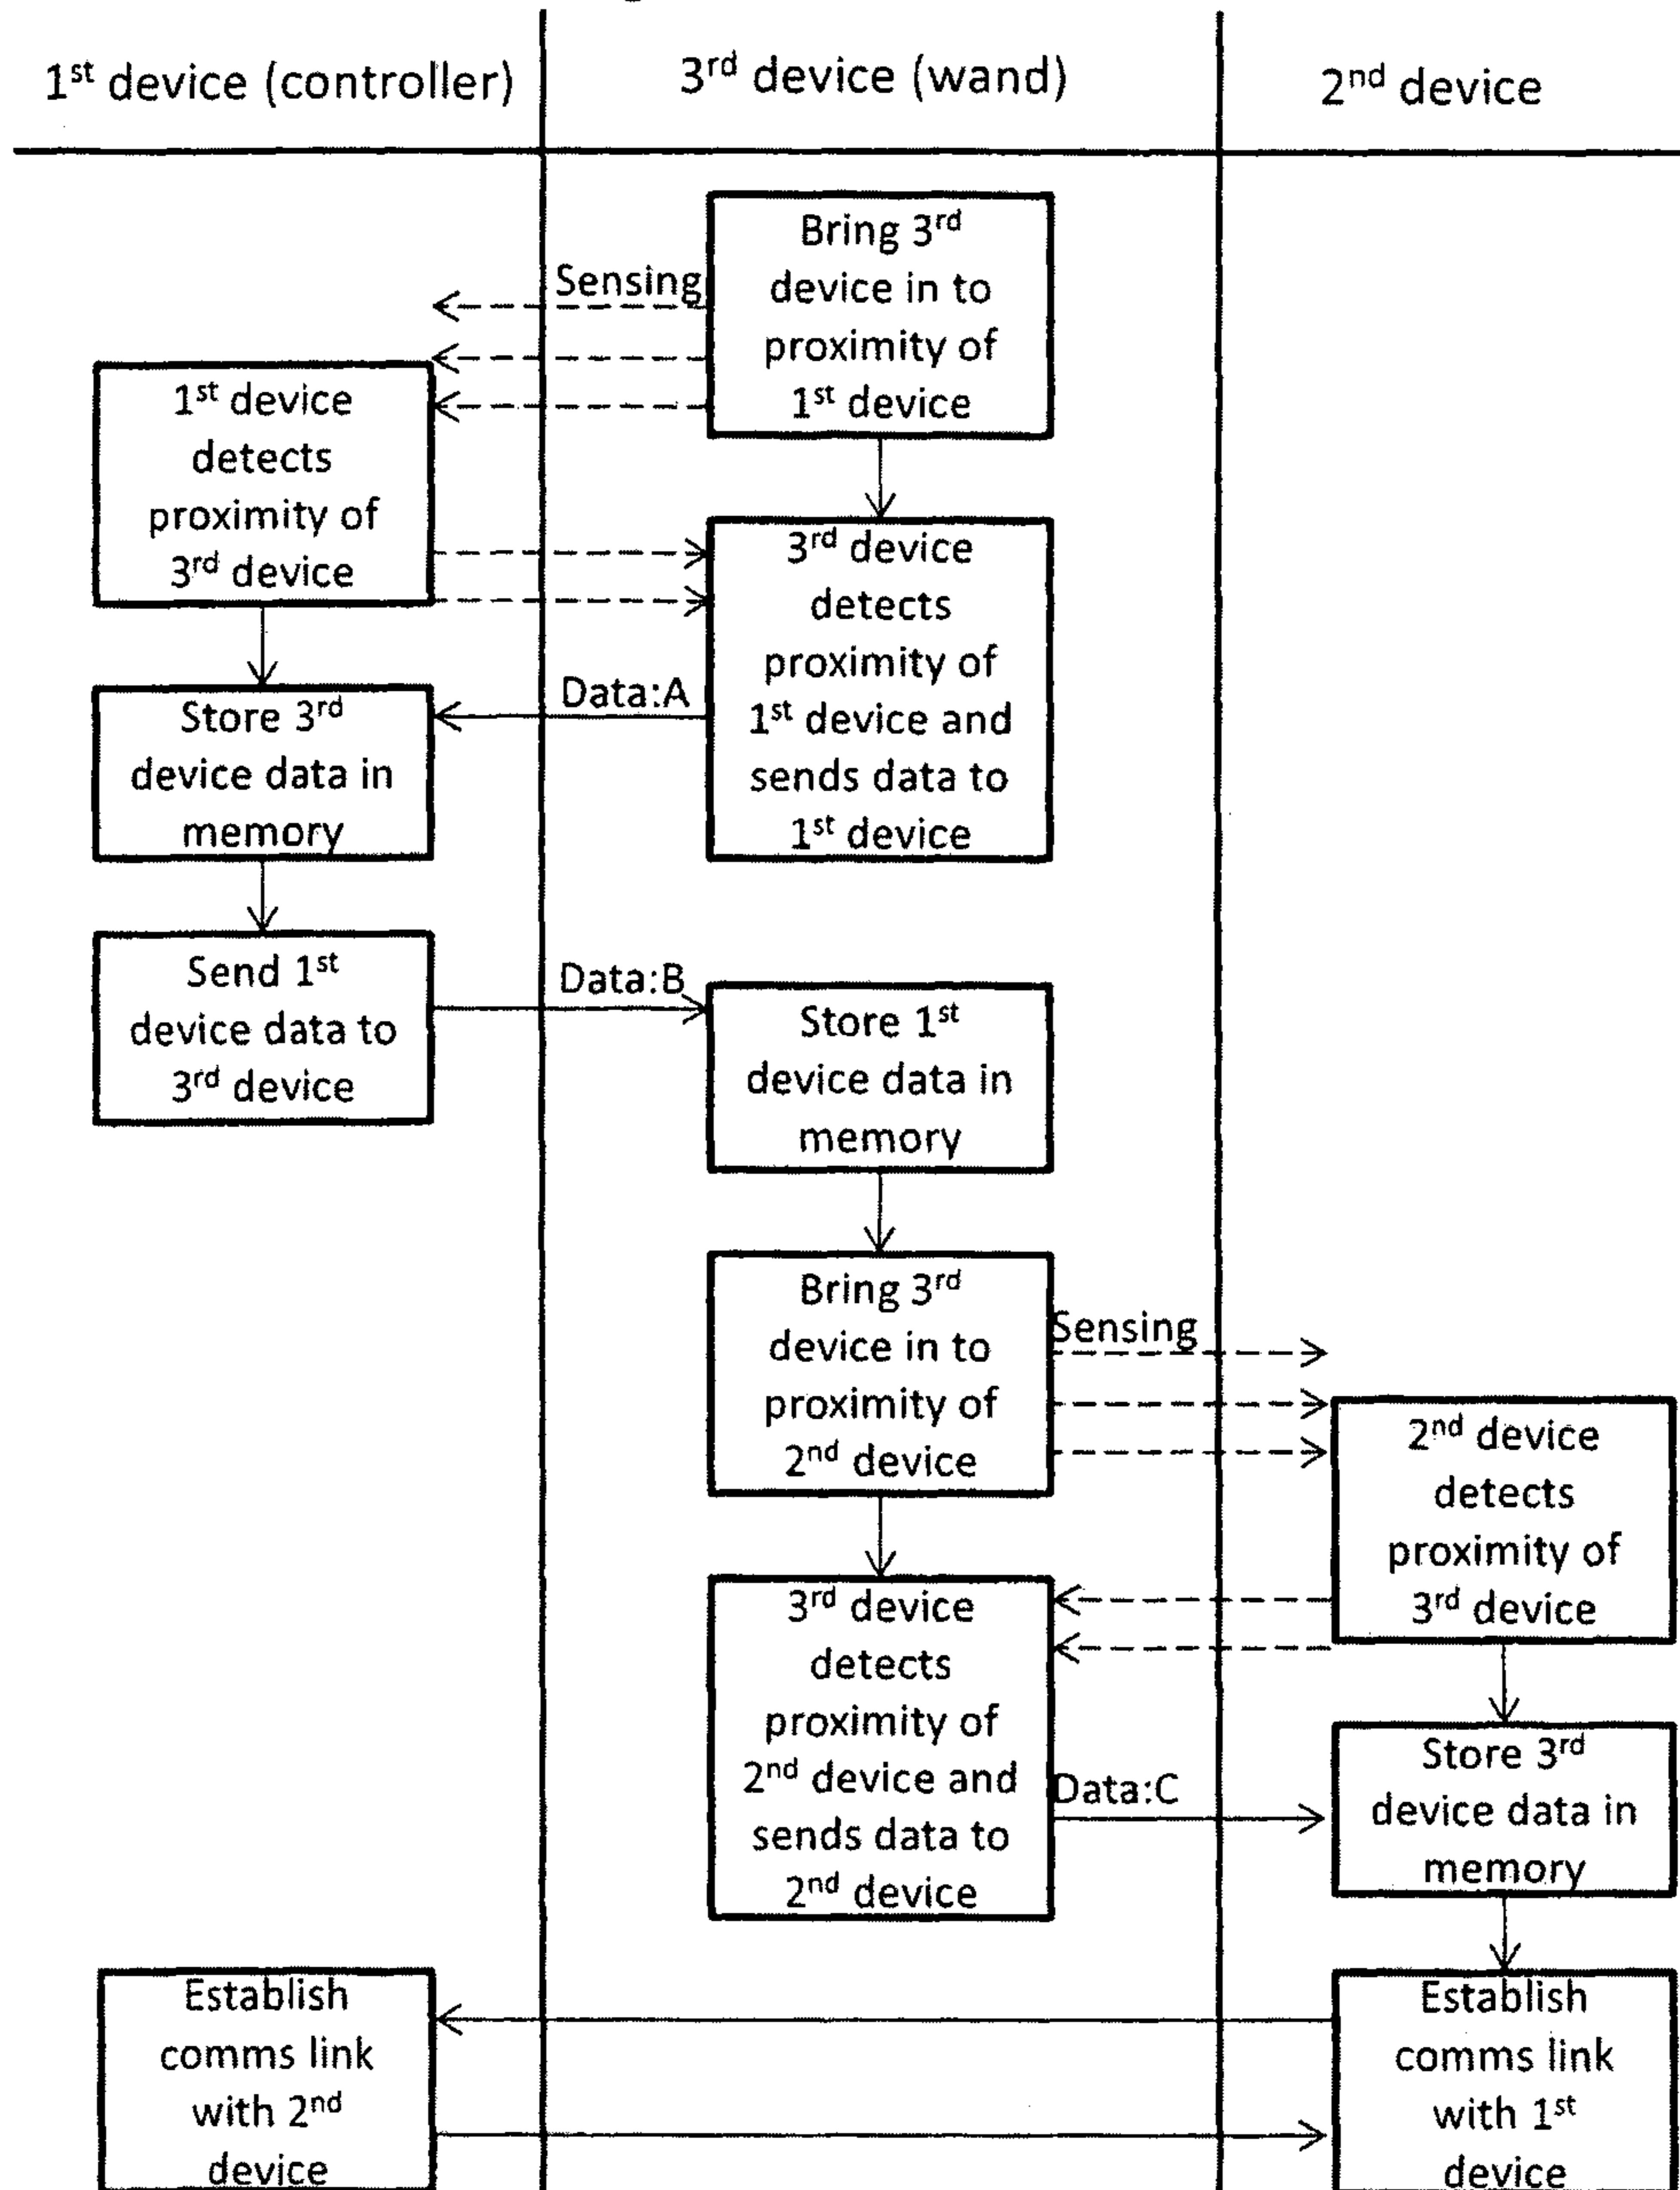 1st device (controller)
3rd device (wand)
2nd device
Bring 3rd
device in to
proximity of
1st device
Sensing
1st device
detects
proximity of
3rd device
3rd device
detects
proximity of
1st device and
sends data to
1st device
Data:A
Store 3rd
device data in
memory
Send 1st
device data to
3rd device
Data:B
Store 1st
device data in
memory
Bring 3rd
device in to
proximity of
2nd device
Sensing
2nd device
detects
proximity of
3rd device
3rd device
detects
proximity of
2nd device and
sends data to
2nd device
Data:C
Store 3rd
device data in
memory
Establish
comms link
with 2nd
device
Establish
comms link
with 1st
device